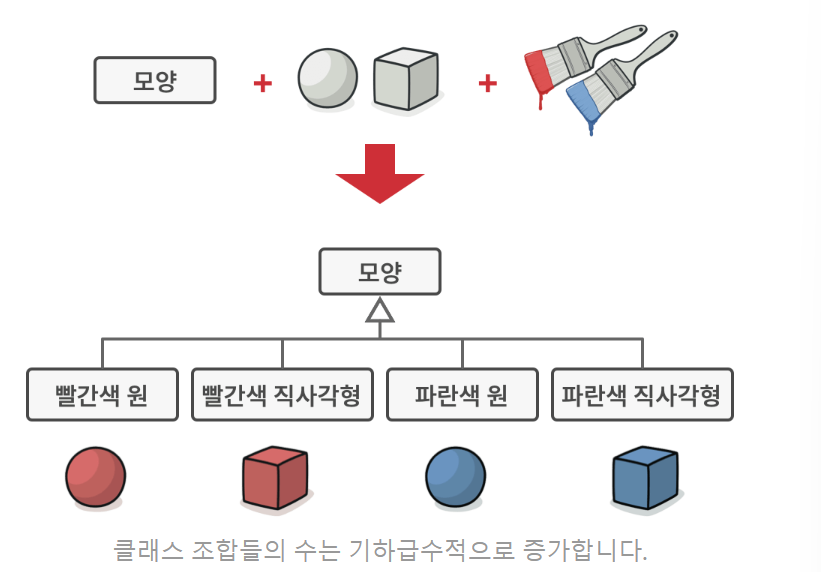 모양
+
+
모양
빨간색 원
빨간색 직사각형
파란색 원
파란색 직사각형
클래스 조합들의 수는 기하급수적으로 증가합니다.